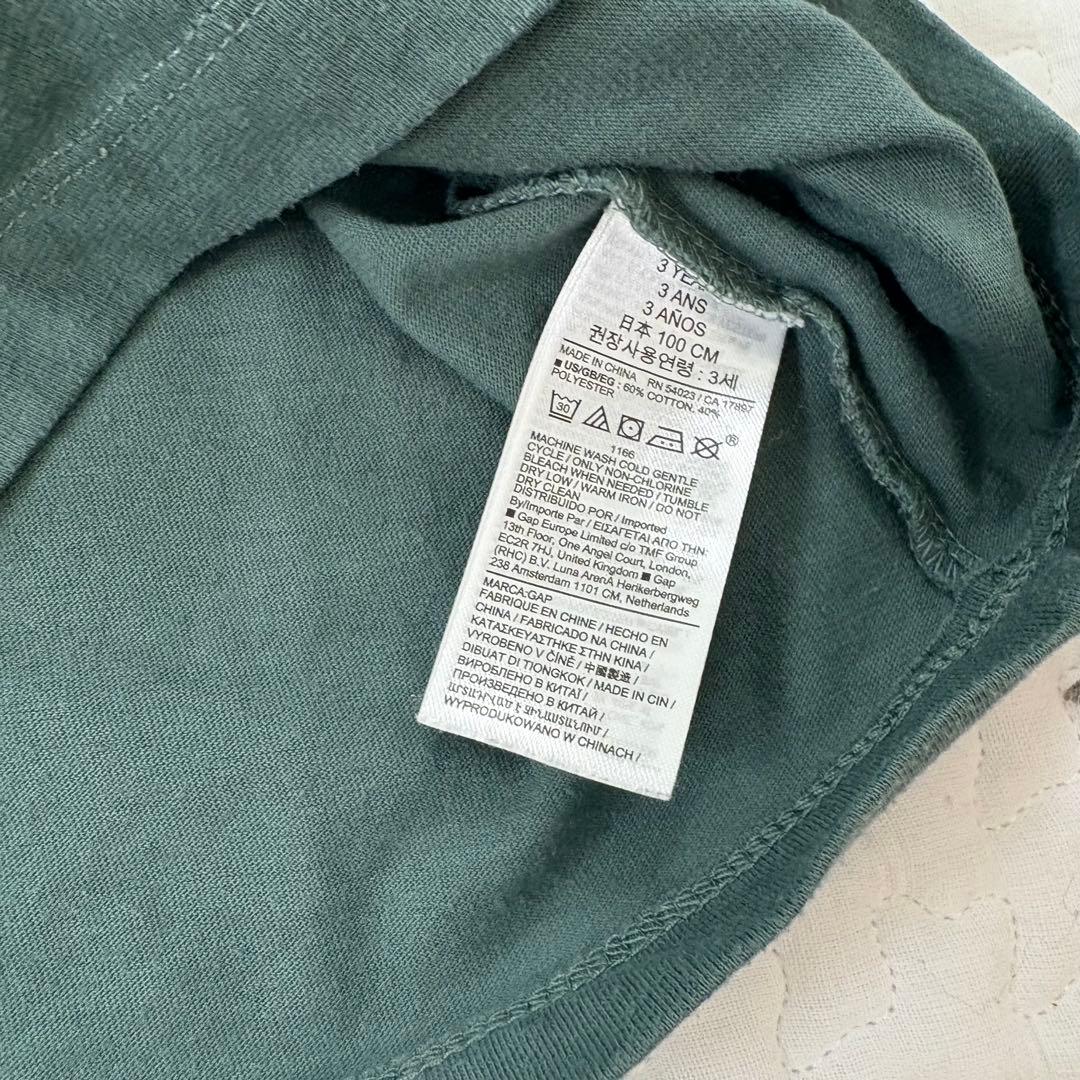 3 YEA
3 ANS
3 AÑOS
日本 100 CM
권장사용연령 : 3세
MADE IN CHINA RN 54023 / CA 17897
■ US/GB/EG : 60% COTTON, 40%
POLYESTER
30
®
1166
MACHINE WASH COLD GENTLE
CYCLE / ONLY NON-CHLORINE
BLEACH WHEN NEEDED / TUMBLE
DRY LOW / WARM IRON / DO NOT
DRY CLEAN
DISTRIBUIDO POR / Imported
By/Importe Par / ΕΙΣΑΓΕΤΑΙ ΑΠΟ ΤΗΝ:
■ Gap Europe Limited c/o TMF Group
13th Floor, One Angel Court, London,
EC2R 7HJ, United Kingdom ■ Gap
(RHC) B.V. Luna ArenA Herikerbergweg
238 Amsterdam 1101 CM, Netherlands
MARCA:GAP
FABRIQUE EN CHINE / HECHO EN
CHINA / FABRICADO NA CHINA /
ΚΑΤΑΣΚΕΥΑΣΤΗΚΕ ΣΤΗΝ ΚΙΝΑ /
VYROBENO V ČÍNĚ / 中國製造 /
DIBUAT DI TIONGKOK / MADE IN CIN /
ВИРОБЛЕНО В КИТАЇ /
ПРОИЗВЕДЕНО В КИТАЙ /
ԱՐՏԱԴՐՎԱԾ Է ՉԻՆԱՍՏԱՆՈՒՄ /
WYPRODUKOWANO W CHINACH /